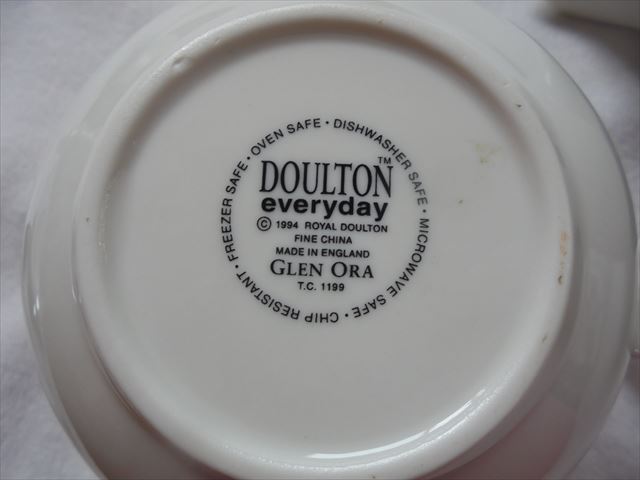 FREEZER SAFE · OVEN SAFE · DISHWASHER SAFE · MICROWAVE SAFE · CHIP RESISTANT ·
DOULTON™
everyday
© 1994 ROYAL DOULTON
FINE CHINA
MADE IN ENGLAND
GLEN ORA
T.C. 1199